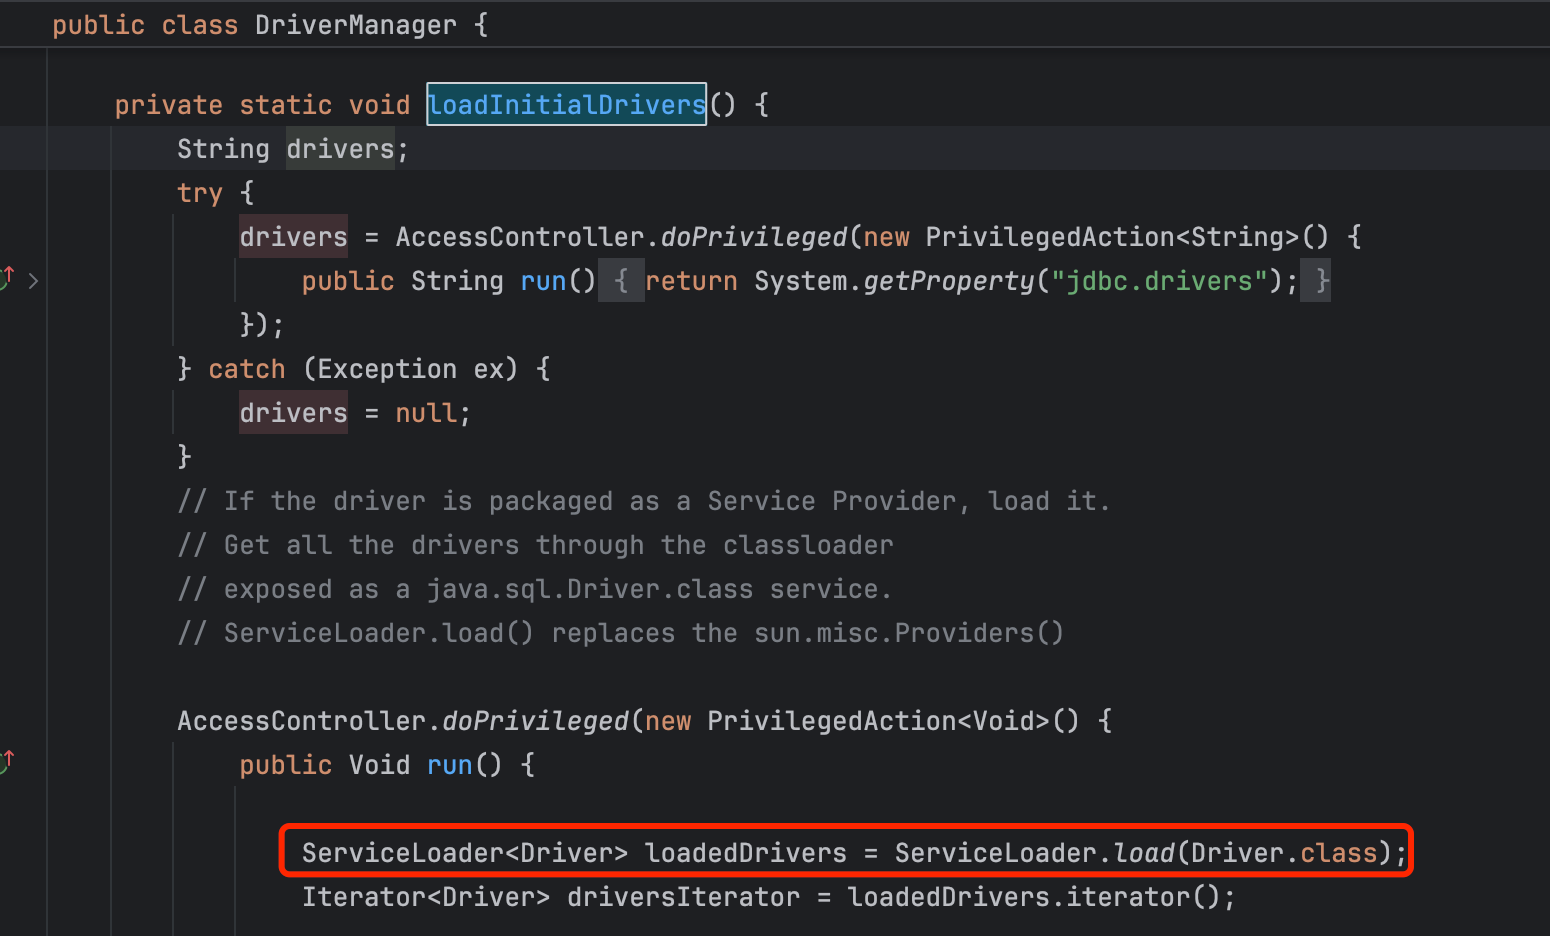 public class DriverManager {
private static void loadInitialDrivers() {
String drivers;
try {
drivers = AccessController.doPrivileged(new PrivilegedAction<String>() {
public String run() { return System.getProperty("jdbc.drivers"); }
});
} catch (Exception ex) {
drivers = null;
}
// If the driver is packaged as a Service Provider, load it.
// Get all the drivers through the classloader
// exposed as a java.sql.Driver.class service.
// ServiceLoader.load() replaces the sun.misc.Providers()
AccessController.doPrivileged(new PrivilegedAction<Void>() {
public Void run() {
ServiceLoader<Driver> loadedDrivers = ServiceLoader.load(Driver.class);
Iterator<Driver> driversIterator = loadedDrivers.iterator();